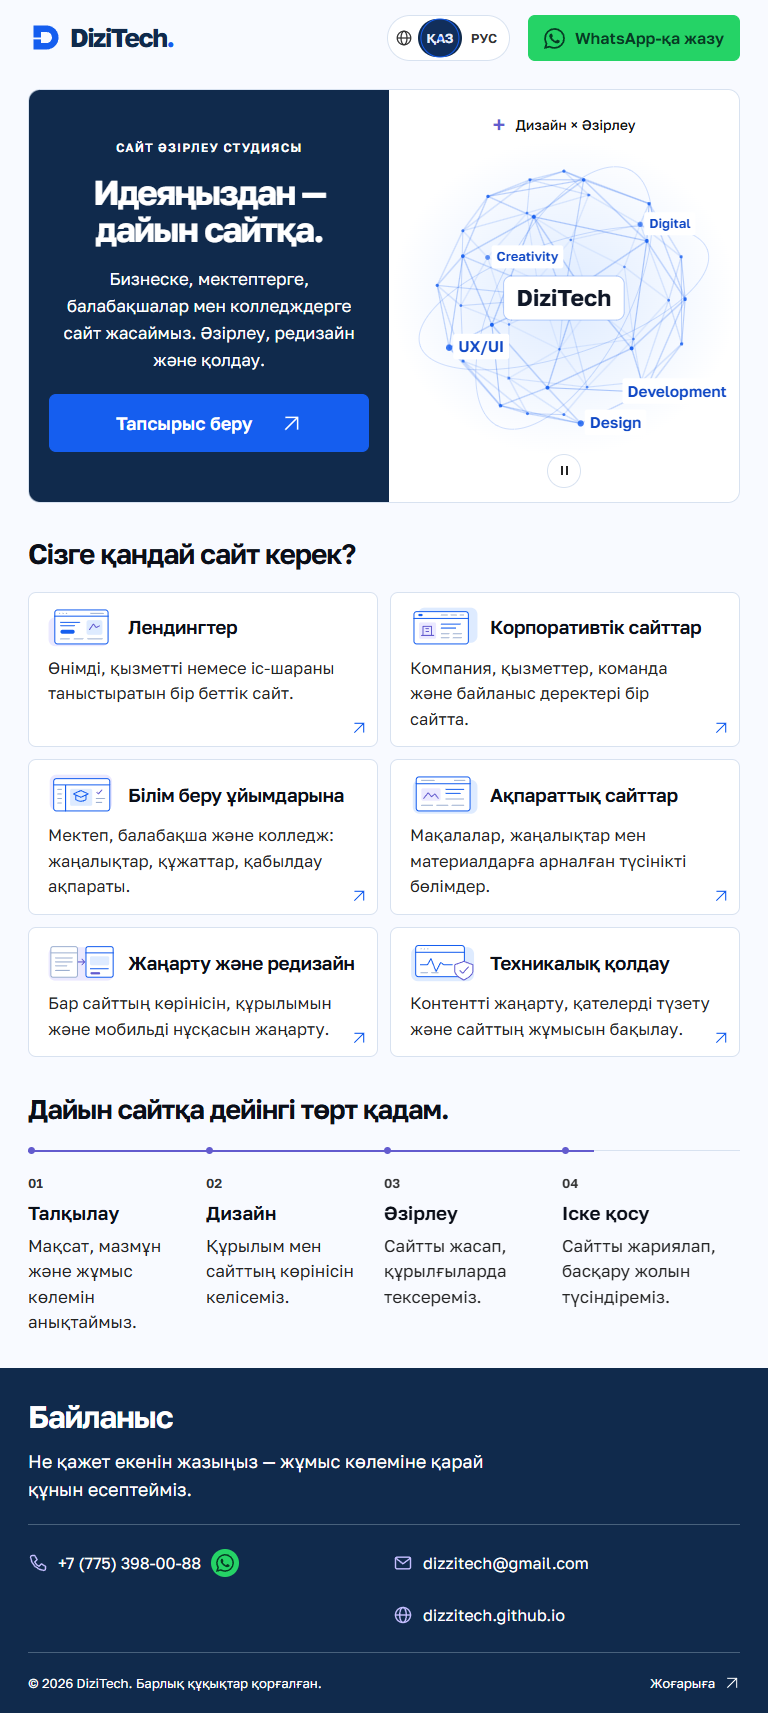 DiziTech.
ҚАЗ
РУС
WhatsApp-қа жазу
САЙТ ӘЗІРЛЕУ СТУДИЯСЫ
Идеяңыздан —
дайын сайтқа.
Бизнеске, мектептерге,
балабақшалар мен колледждерге
сайт жасаймыз. Әзірлеу, редизайн
және қолдау.
Тапсырыс беру
Дизайн × Әзірлеу
Digital
Creativity
DiziTech
UX/UI
Development
Design
Сізге қандай сайт керек?
Лендингтер
Өнімді, қызметті немесе іс-шараны
таныстыратын бір беттік сайт.
Корпоративтік сайттар
Компания, қызметтер, команда
және байланыс деректері бір
сайтта.
Білім беру ұйымдарына
Мектеп, балабақша және колледж:
жаңалықтар, құжаттар, қабылдау
ақпараты.
Ақпараттық сайттар
Мақалалар, жаңалықтар мен
материалдарға арналған түсінікті
бөлімдер.
Жаңарту және редизайн
Бар сайттың көрінісін, құрылымын
және мобильді нұсқасын жаңарту.
Техникалық қолдау
Контентті жаңарту, қателерді түзету
және сайттың жұмысын бақылау.
Дайын сайтқа дейінгі төрт қадам.
01
Талқылау
Мақсат, мазмұн
және жұмыс
көлемін
анықтаймыз.
02
Дизайн
Құрылым мен
сайттың көрінісін
келісеміз.
03
Әзірлеу
Сайтты жасап,
құрылғыларда
тексереміз.
04
Іске қосу
Сайтты жариялап,
басқару жолын
түсіндіреміз.
Байланыс
Не қажет екенін жазыңыз — жұмыс көлеміне қарай
құнын есептейміз.
+7 (775) 398-00-88
dizzitech@gmail.com
dizzitech.github.io
© 2026 DiziTech. Барлық құқықтар қорғалған.
Жоғарыға